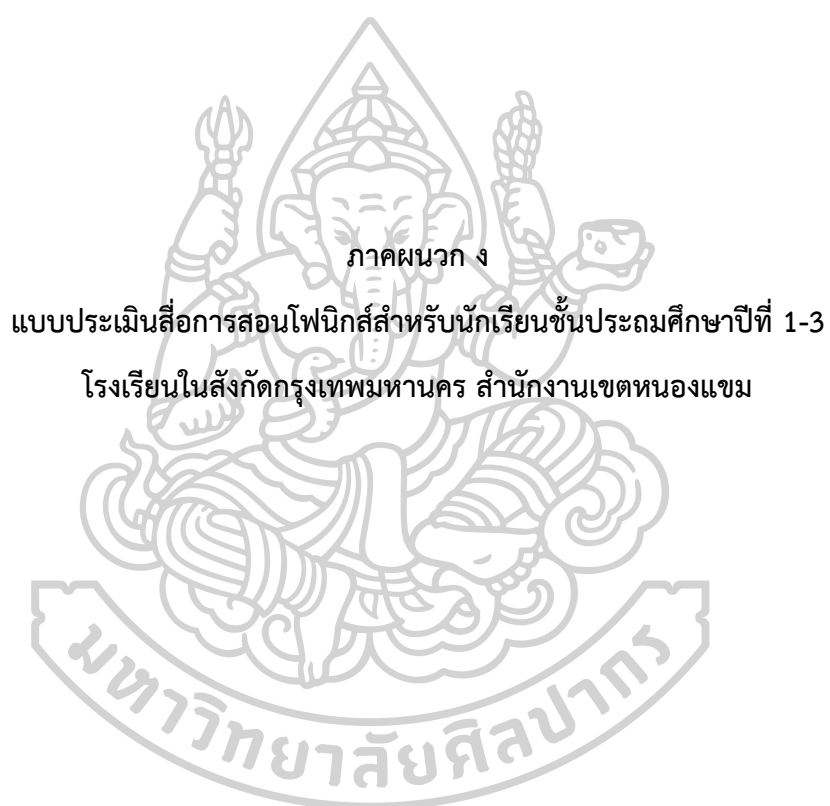 ภาคผนวก ง
แบบประเมินสื่อการสอนโฟนิกส์สำหรับนักเรียนชั้นประถมศึกษาปีที่ 1-3
โรงเรียนในสังกัดกรุงเทพมหานคร สำนักงานเขตหนองแขม
มหาวิทยาลัยศิลปากร